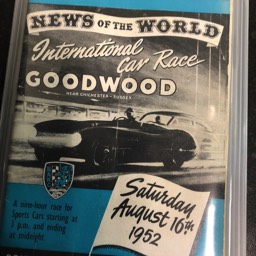 NEWS OF THE WORLD
International
Car Race
GOODWOOD
NEAR CHICHESTER - SUSSEX
A nine-hour race for
Sports Cars starting at
3 p.m. and ending
at midnight.
Saturday
August 16th
1952